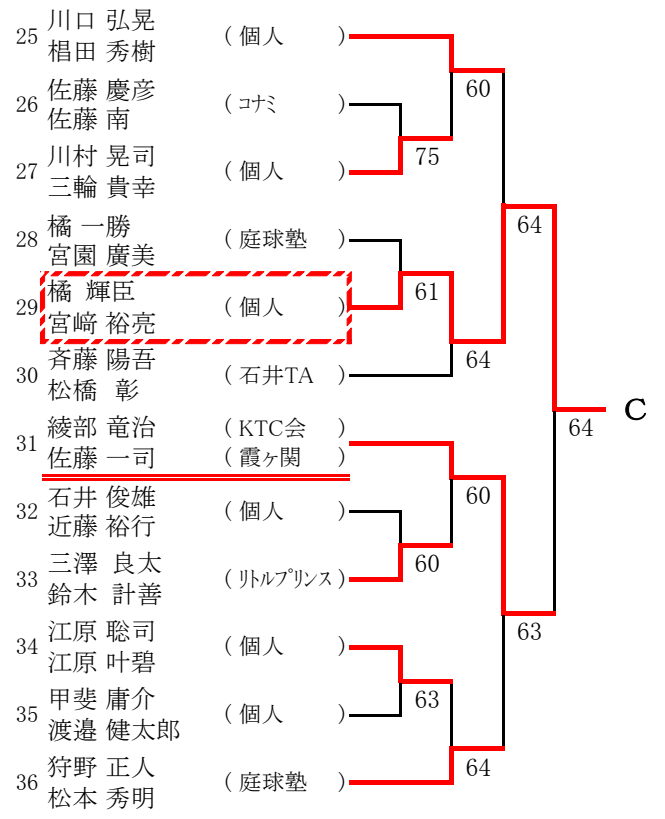 川口 弘晃
25 (個人 )
椙田 秀樹
60
佐藤 慶彦
26 (コナミ )
佐藤 南
75
川村 晃司
27 (個人 )
三輪 貴幸
64
橘 一勝
28 (庭球塾 )
宮園 廣美
61
橘 輝臣
29 (個人 )
宮﨑 裕亮
64
斉藤 陽吾
30 (石井TA )
松橋 彰
64 C
綾部 竜治 (KTC会
31
佐藤 一司 (霞ヶ関 )
60
石井 俊雄
32 (個人 )
近藤 裕行
60
三澤 良太
33 (リトルプリンス)
鈴木 計善
63
江原 聡司
34 (個人 )
江原 叶碧
63
甲斐 庸介
35 (個人 )
渡邉 健太郎
64
狩野 正人
36 (庭球塾 )
松本 秀明